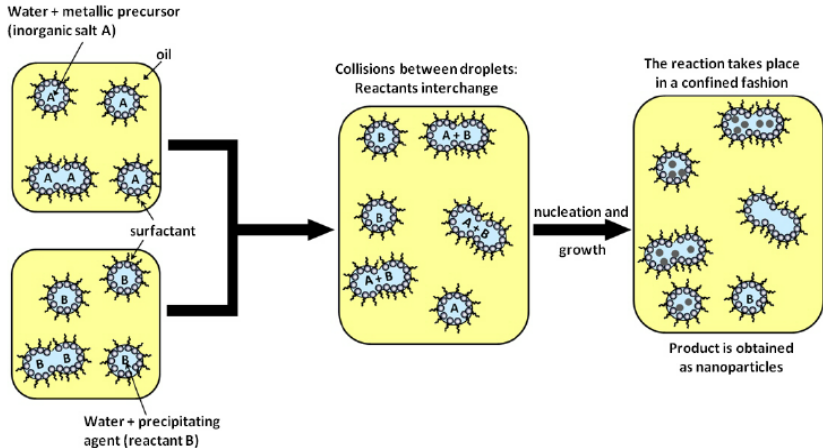 Water + metallic precursor
(inorganic salt A)
oil
A
A
A A
A
surfactant
B
B
B B
B
Water + precipitating
agent (reactant B)
Collisions between droplets:
Reactants interchange
B
A + B
B
A + B
A + B
A
nucleation and
growth
The reaction takes place
in a confined fashion
B
Product is obtained
as nanoparticles